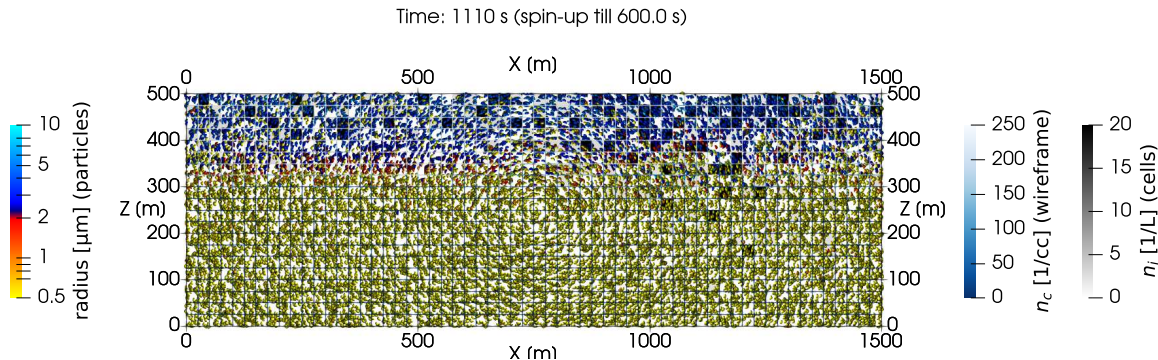 Time: 1110 s (spin-up till 600.0 s)
X (m)
0 500 1000 1500
500 500
400 400
300 300
Z (m) Z (m)
200 200
100 100
0 0
0 500 1000 1500
X (m)
10
5
2
1
0.5
radius [µm] (particles)
250
200
150
100
50
0
n_c [1/cc] (wireframe)
20
15
10
5
0
n_i [1/L] (cells)